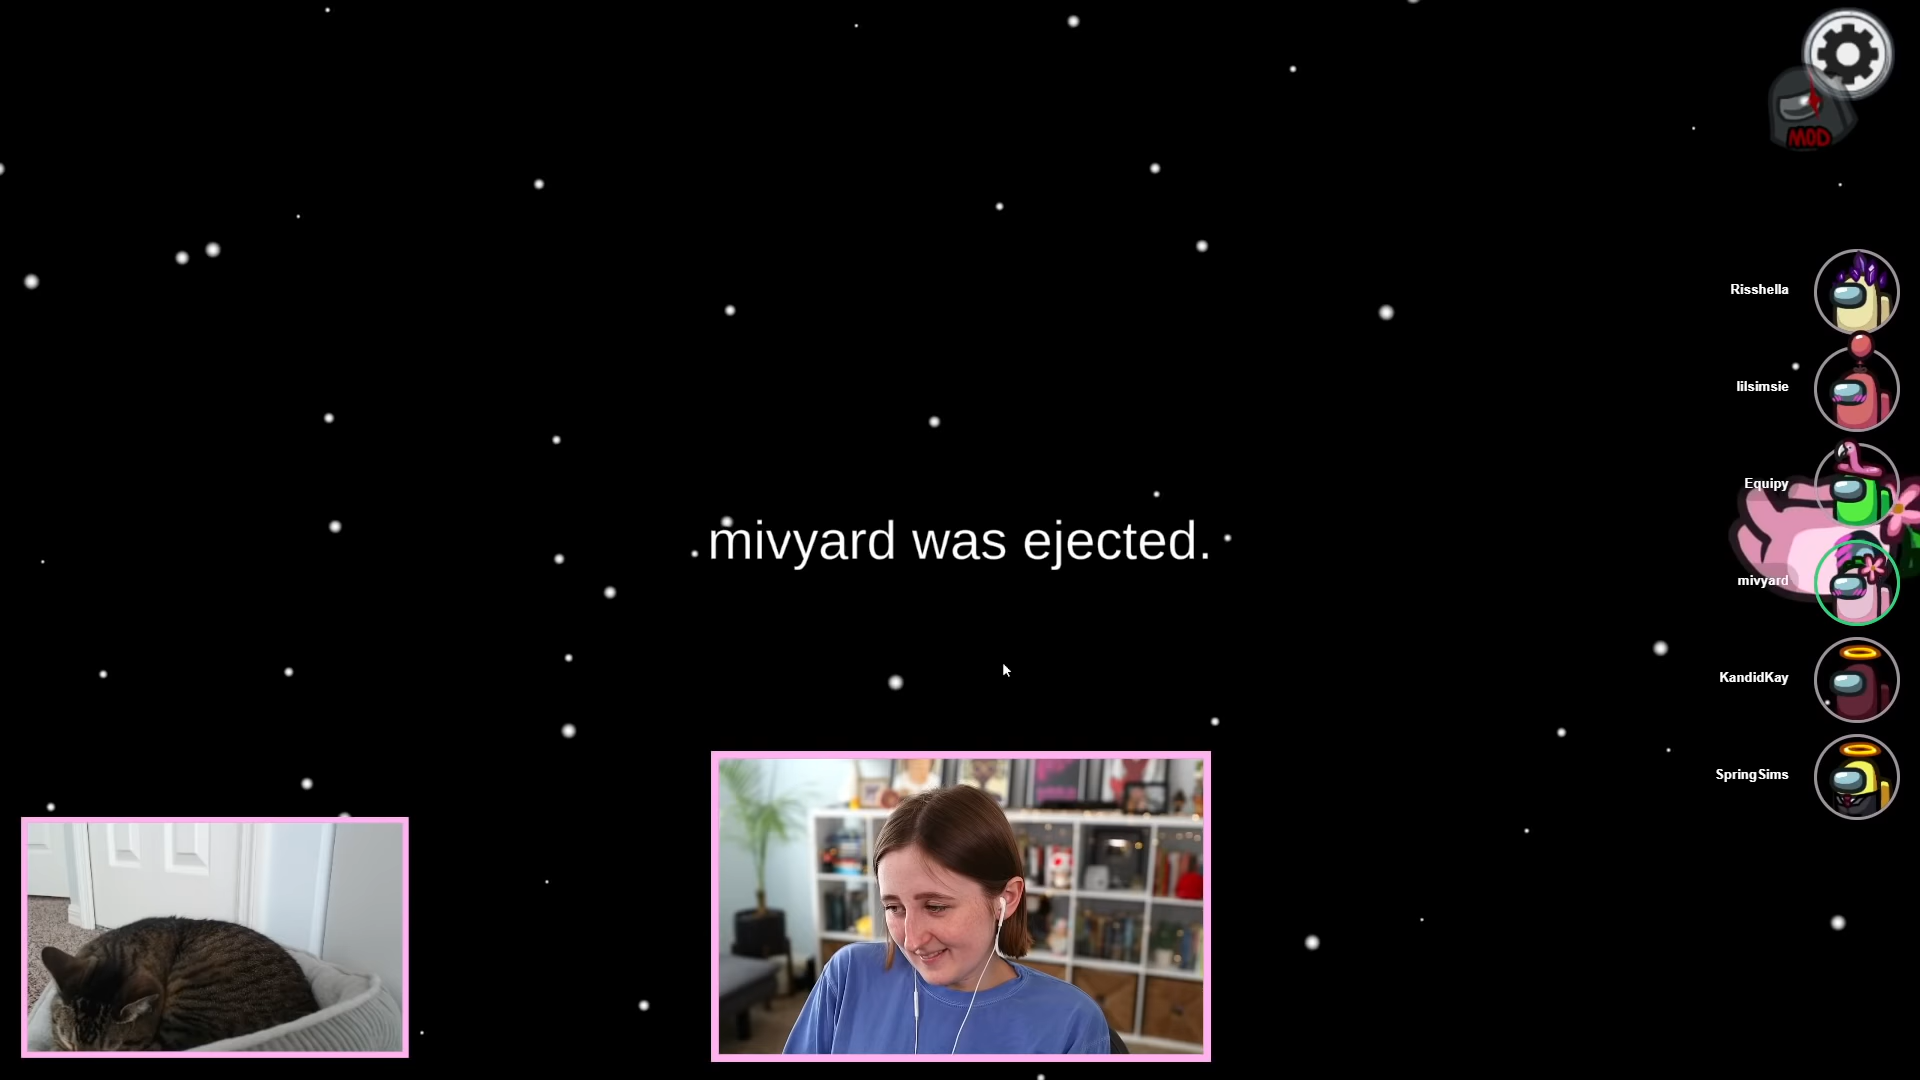 MOD
Risshella
lilsimsie
Equipy
mivyard was ejected.
mivyard
KandidKay
SpringSims